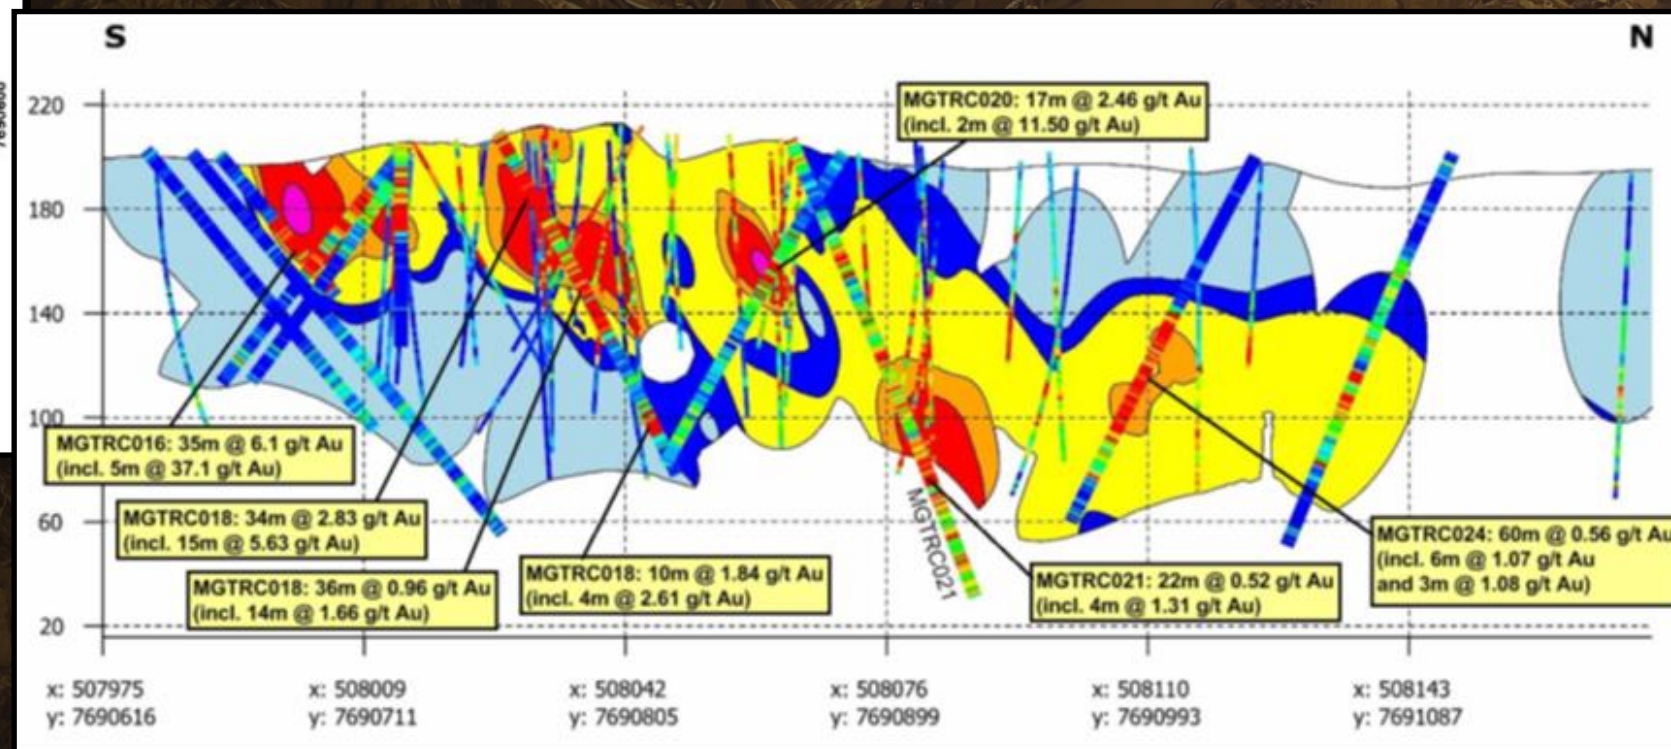 S
N
220
180
140
100
60
20
MGTRC020: 17m @ 2.46 g/t Au
(incl. 2m @ 11.50 g/t Au)
MGTRC016: 35m @ 6.1 g/t Au
(incl. 5m @ 37.1 g/t Au)
MGTRC018: 34m @ 2.83 g/t Au
(incl. 15m @ 5.63 g/t Au)
MGTRC018: 36m @ 0.96 g/t Au
(incl. 14m @ 1.66 g/t Au)
MGTRC018: 10m @ 1.84 g/t Au
(incl. 4m @ 2.61 g/t Au)
MGTRC021
MGTRC021: 22m @ 0.52 g/t Au
(incl. 4m @ 1.31 g/t Au)
MGTRC024: 60m @ 0.56 g/t Au
(incl. 6m @ 1.07 g/t Au
and 3m @ 1.08 g/t Au)
x: 507975
y: 7690616
x: 508009
y: 7690711
x: 508042
y: 7690805
x: 508076
y: 7690899
x: 508110
y: 7690993
x: 508143
y: 7691087